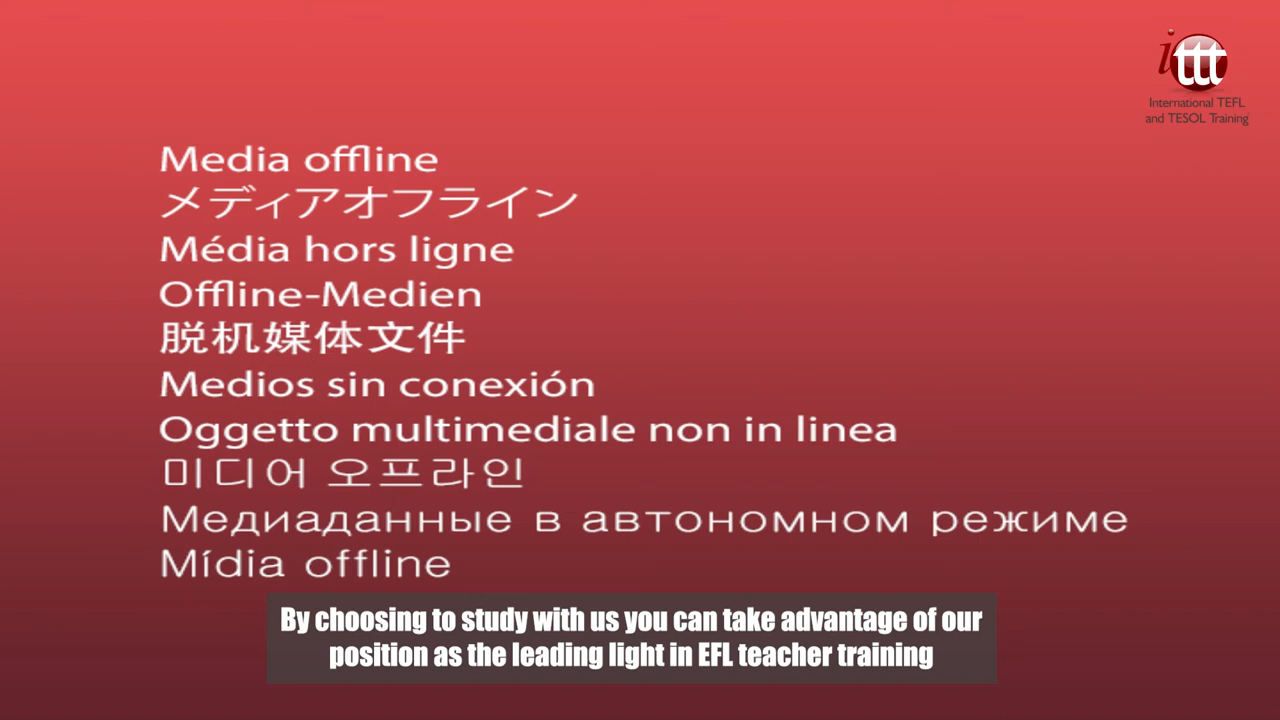 ittt
International TEFL
and TESOL Training
Media offline
メディアオフライン
Média hors ligne
Offline-Medien
脱机媒体文件
Medios sin conexión
Oggetto multimediale non in linea
미디어 오프라인
Медиаданные в автономном режиме
Mídia offline
By choosing to study with us you can take advantage of our
position as the leading light in EFL teacher training